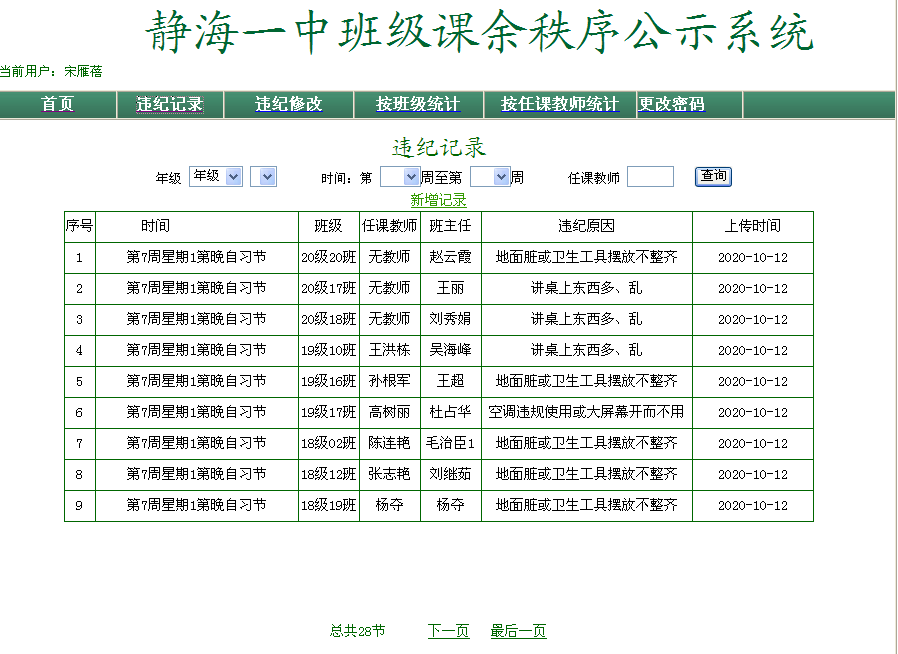 静海一中班级课余秩序公示系统
当前用户：宋雁蓓
首页 违纪记录 违纪修改 按班级统计 按任课教师统计 更改密码
违纪记录
年级 年级 时间：第 周至第 周 任课教师 查询
新增记录
序号 时间 班级 任课教师 班主任 违纪原因 上传时间
1 第7周星期1第晚自习节 20级20班 无教师 赵云霞 地面脏或卫生工具摆放不整齐 2020-10-12
2 第7周星期1第晚自习节 20级17班 无教师 王丽 讲桌上东西多、乱 2020-10-12
3 第7周星期1第晚自习节 20级18班 无教师 刘秀娟 讲桌上东西多、乱 2020-10-12
4 第7周星期1第晚自习节 19级10班 王洪栋 吴海峰 讲桌上东西多、乱 2020-10-12
5 第7周星期1第晚自习节 19级16班 孙根军 王超 地面脏或卫生工具摆放不整齐 2020-10-12
6 第7周星期1第晚自习节 19级17班 高树丽 杜占华 空调违规使用或大屏幕开而不用 2020-10-12
7 第7周星期1第晚自习节 18级02班 陈连艳 毛治臣1 地面脏或卫生工具摆放不整齐 2020-10-12
8 第7周星期1第晚自习节 18级12班 张志艳 刘继茹 地面脏或卫生工具摆放不整齐 2020-10-12
9 第7周星期1第晚自习节 18级19班 杨夺 杨夺 地面脏或卫生工具摆放不整齐 2020-10-12
总共28节 下一页 最后一页